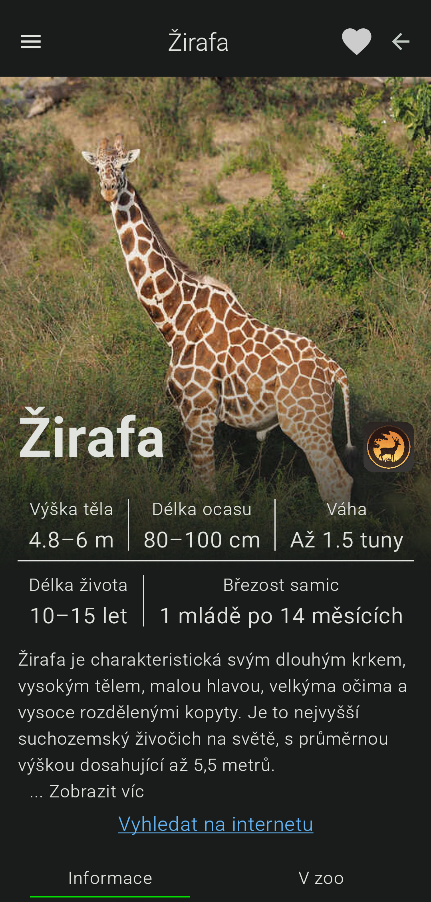 Žirafa
Žirafa
Výška těla
Délka ocasu
Váha
4.8–6 m
80–100 cm
Až 1.5 tuny
Délka života
Březost samic
10–15 let
1 mládě po 14 měsících
Žirafa je charakteristická svým dlouhým krkem,
vysokým tělem, malou hlavou, velkýma očima a
vysoce rozdělenými kopyty. Je to nejvyšší
suchozemský živočich na světě, s průměrnou
výškou dosahující až 5,5 metrů.
... Zobrazit víc
Vyhledat na internetu
Informace
V zoo